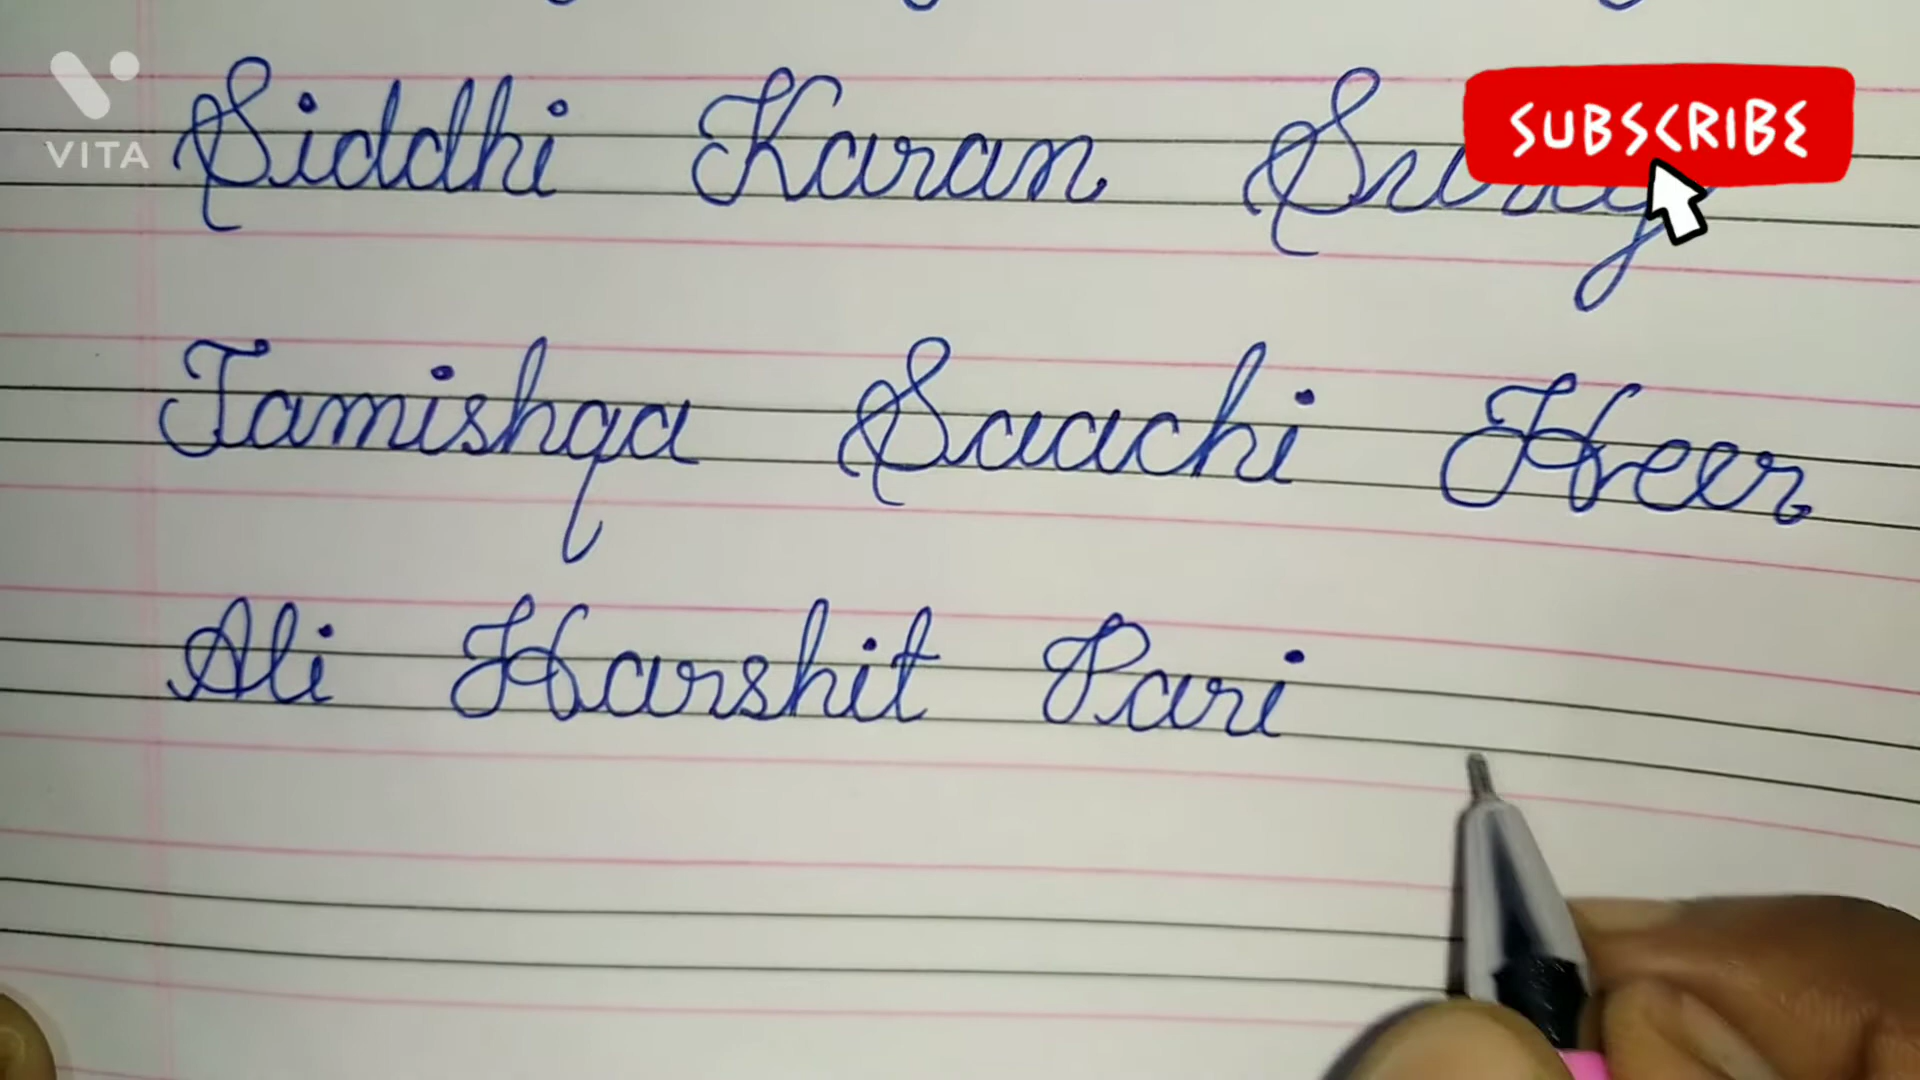 VITA
SUBSCRIBE
Siddhi Karan
Tamishqa Saachi Heer
Ali Harshit Pari